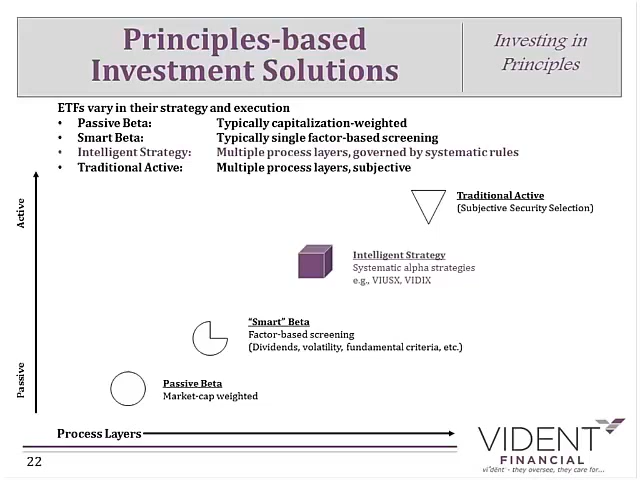 Principles-based
Investment Solutions
Investing in
Principles
ETFs vary in their strategy and execution
• Passive Beta: Typically capitalization-weighted
• Smart Beta: Typically single factor-based screening
• Intelligent Strategy: Multiple process layers, governed by systematic rules
• Traditional Active: Multiple process layers, subjective
Active
Passive
Traditional Active
(Subjective Security Selection)
Intelligent Strategy
Systematic alpha strategies
e.g., VIUSX, VIDIX
"Smart" Beta
Factor-based screening
(Dividends, volatility, fundamental criteria, etc.)
Passive Beta
Market-cap weighted
Process Layers
22
VIDENT
FINANCIAL
vi'dént - they oversee, they care for...